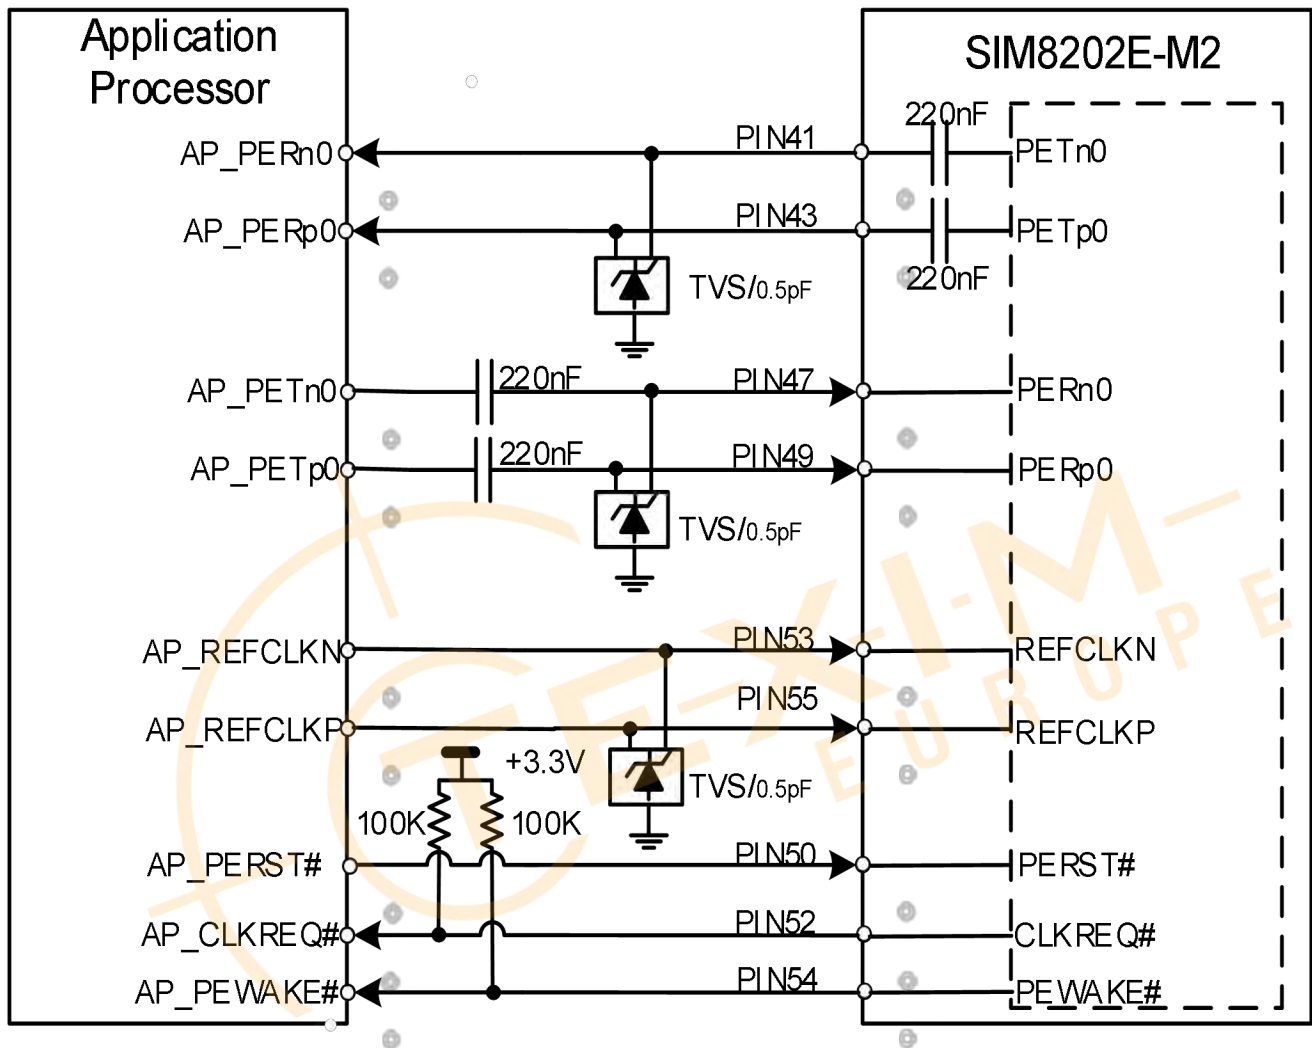 Application
Processor
SIM8202E-M2
220nF
AP_PERn0
PIN41
PETn0
AP_PERp0
PIN43
PETp0
220nF
TVS/0.5pF
AP_PETn0
220nF
PIN47
PERn0
AP_PETp0
220nF
PIN49
PERp0
TVS/0.5pF
AP_REFCLKN
PIN53
REFCLKN
AP_REFCLKP
PIN55
REFCLKP
+3.3V
TVS/0.5pF
100K
100K
AP_PERST#
PIN50
PERST#
AP_CLKREQ#
PIN52
CLKREQ#
AP_PEWAKE#
PIN54
PEWAKE#
TEXIM
EUROPE